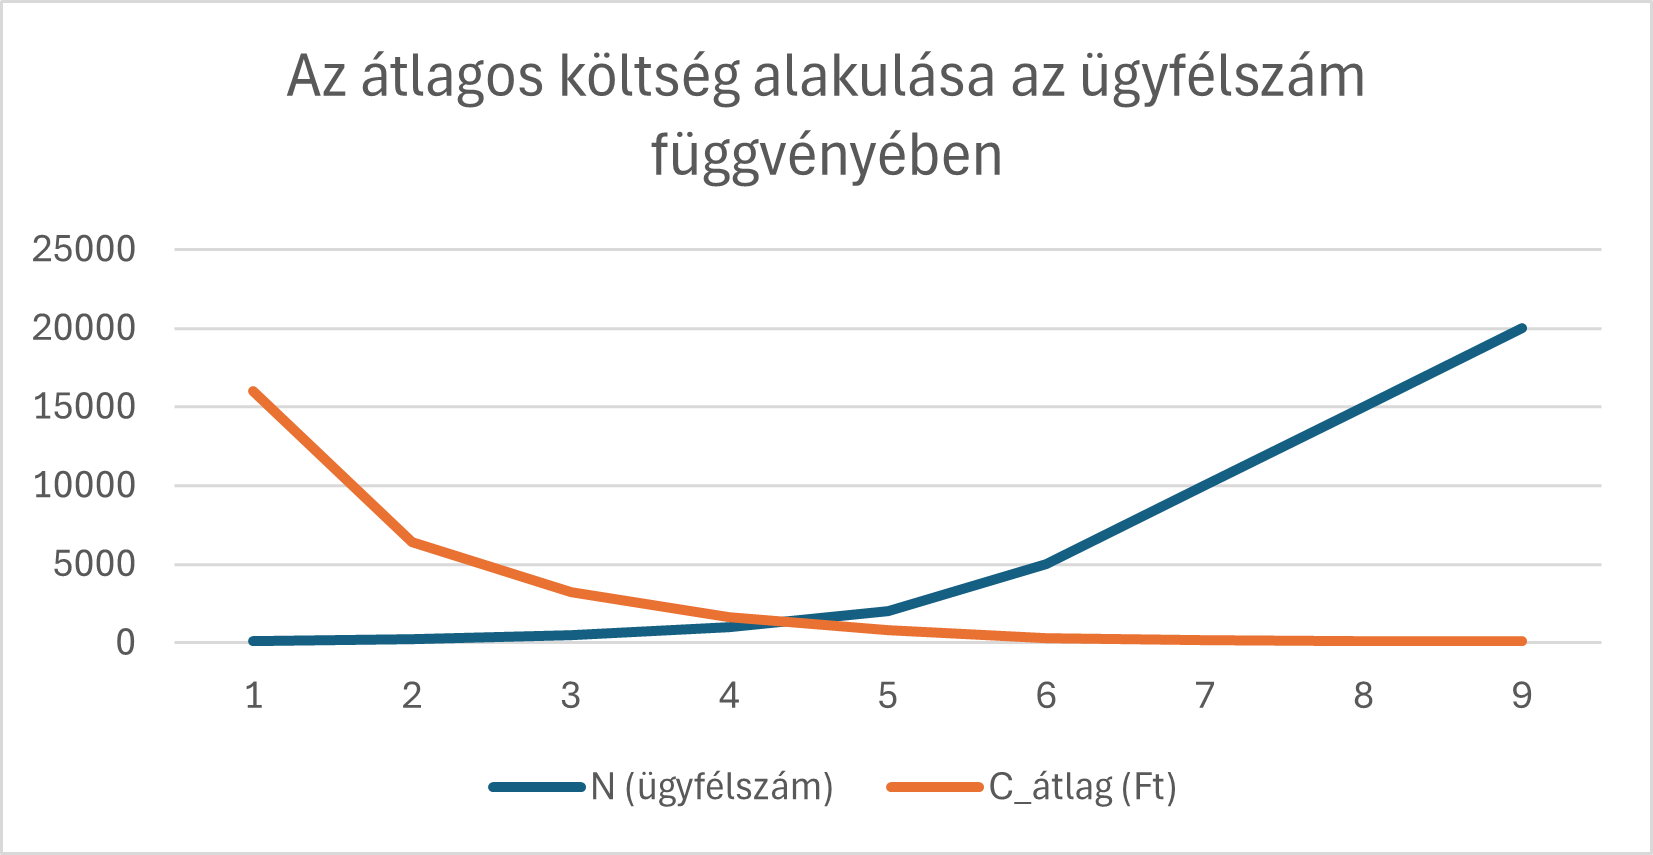 Az átlagos költség alakulása az ügyfélszám
függvényében
25000
20000
15000
10000
5000
0
1 2 3 4 5 6 7 8 9
N (ügyfélszám) C_átlag (Ft)